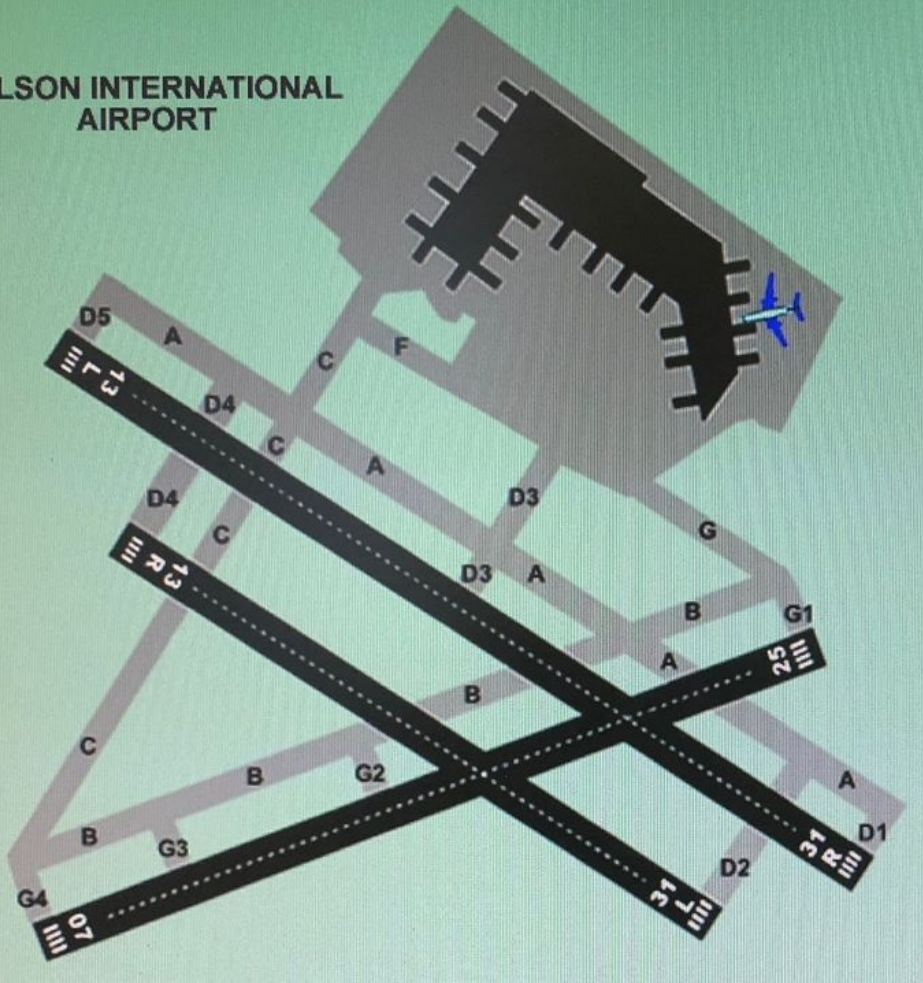 LSON INTERNATIONAL
AIRPORT
D5
A
13
L
C
F
D4
C
A
D4
C
D3
13
R
D3
A
G
B
G1
A
25
B
C
B
G2
A
B
G3
D1
31
R
D2
31
L
G4
07